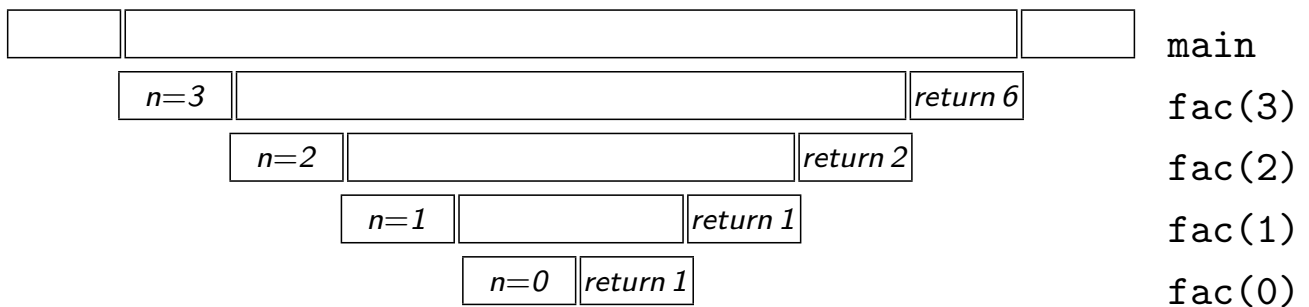 main
n=3 return 6 fac(3)
n=2 return 2 fac(2)
n=1 return 1 fac(1)
n=0 return 1 fac(0)